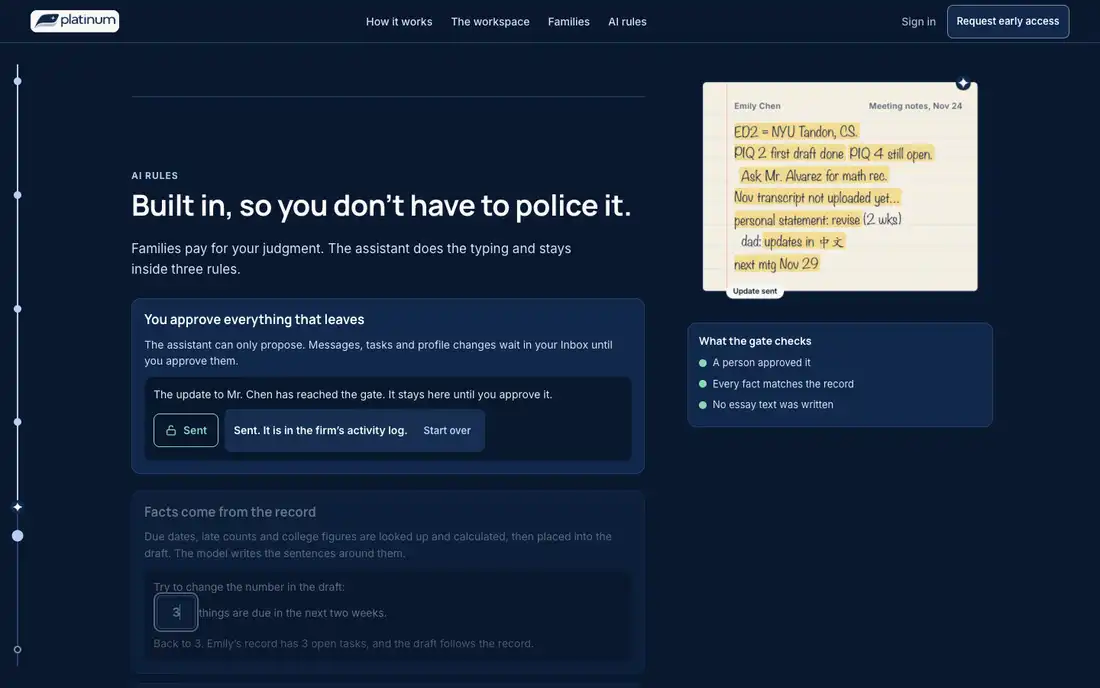 platinum
How it works
The workspace
Families
AI rules
Sign in
Request early access
AI RULES
Built in, so you don't have to police it.
Families pay for your judgment. The assistant does the typing and stays
inside three rules.
You approve everything that leaves
The assistant can only propose. Messages, tasks and profile changes wait in your Inbox until
you approve them.
The update to Mr. Chen has reached the gate. It stays here until you approve it.
Sent
Sent. It is in the firm's activity log.
Start over
Facts come from the record
Due dates, late counts and college figures are looked up and calculated, then placed into the
draft. The model writes the sentences around them.
Try to change the number in the draft:
3 things are due in the next two weeks.
Back to 3. Emily's record has 3 open tasks, and the draft follows the record.
Emily Chen
Meeting notes, Nov 24
ED2 = NYU Tandon, CS.
PIQ 2 first draft done PIQ 4 still open.
Ask Mr. Alvarez for math rec.
Nov transcript not uploaded yet...
personal statement: revise (2 wks)
dad: updates in 中文
next mtg Nov 29
Update sent
What the gate checks
A person approved it
Every fact matches the record
No essay text was written